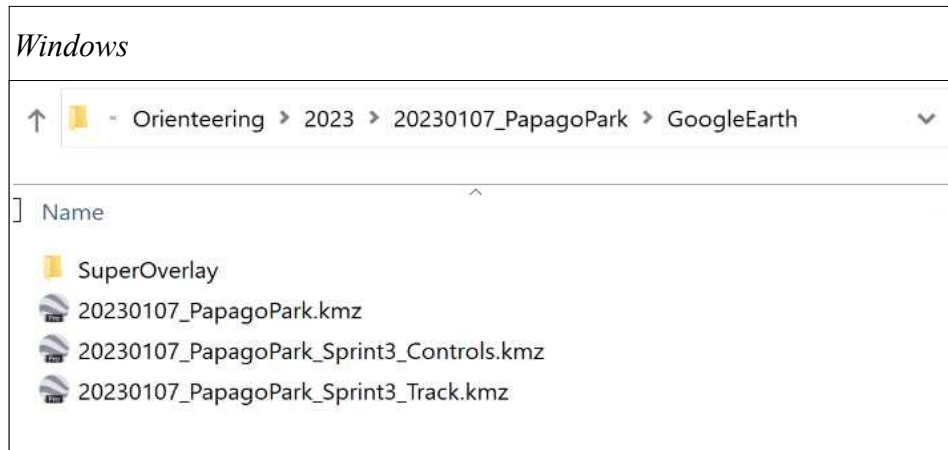 Windows
Orienteering > 2023 > 20230107_PapagoPark > GoogleEarth
Name
SuperOverlay
20230107_PapagoPark.kmz
20230107_PapagoPark_Sprint3_Controls.kmz
20230107_PapagoPark_Sprint3_Track.kmz